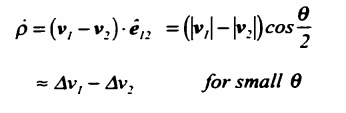 ρ̇ = (v₁ − v₂) · ê₁₂ = (|v₁| − |v₂|) cos θ/2
≈ Δv₁ − Δv₂ for small θ